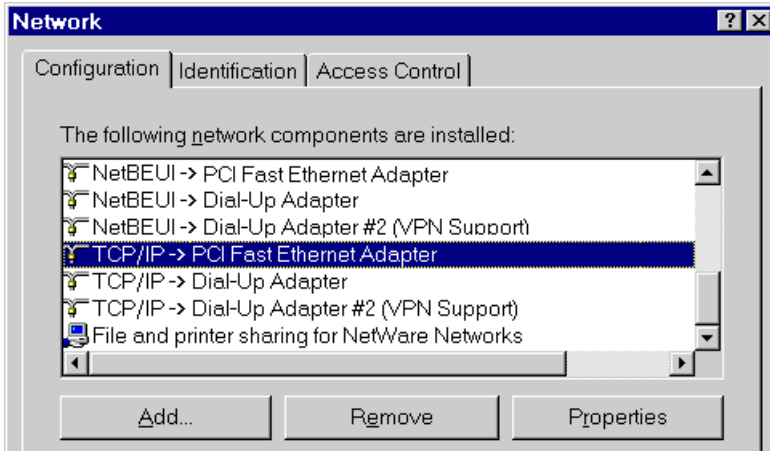 Network
Configuration Identification Access Control
The following network components are installed:
NetBEUI -> PCI Fast Ethernet Adapter
NetBEUI -> Dial-Up Adapter
NetBEUI -> Dial-Up Adapter #2 (VPN Support)
TCP/IP -> PCI Fast Ethernet Adapter
TCP/IP -> Dial-Up Adapter
TCP/IP -> Dial-Up Adapter #2 (VPN Support)
File and printer sharing for NetWare Networks
Add... Remove Properties